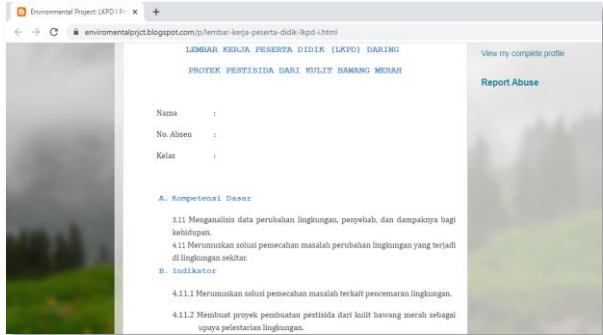 Environmental Project: LKPD I Pr
enviromentalprjct.blogspot.com/p/lembar-kerja-peserta-didik-lkpd-i.html
LEMBAR KERJA PESERTA DIDIK (LKPD) DARING
PROYEK PESTISIDA DARI KULIT BAWANG MERAH
Nama :
No. Absen :
Kelas :
A. Kompetensi Dasar
3.11 Menganalisis data perubahan lingkungan, penyebab, dan dampaknya bagi
kehidupan.
4.11 Merumuskan solusi pemecahan masalah perubahan lingkungan yang terjadi
di lingkungan sekitar.
B. Indikator
4.11.1 Merumuskan solusi pemecahan masalah terkait pencemaran lingkungan.
4.11.2 Membuat proyek pembuatan pestisida dari kulit bawang merah sebagai
upaya pelestarian lingkungan.
View my complete profile
Report Abuse